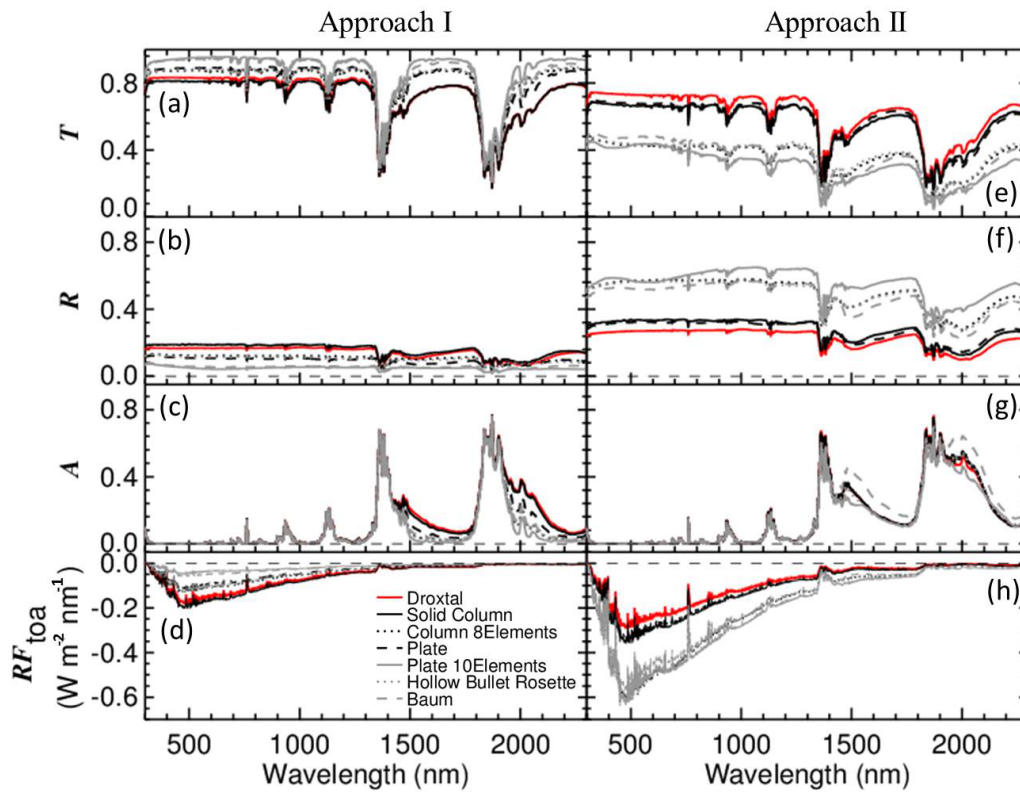 Approach I
Approach II
0.8
0.4
0.0
T
(a)
(e)
0.8
0.4
0.0
R
(b)
(f)
0.8
0.4
0.0
A
(c)
(g)
0.0
-0.2
-0.4
-0.6
RFtoa
(W m-2 nm-1)
(d)
(h)
Droxtal
Solid Column
Column 8Elements
Plate
Plate 10Elements
Hollow Bullet Rosette
Baum
500 1000 1500 2000
500 1000 1500 2000
Wavelength (nm)
Wavelength (nm)